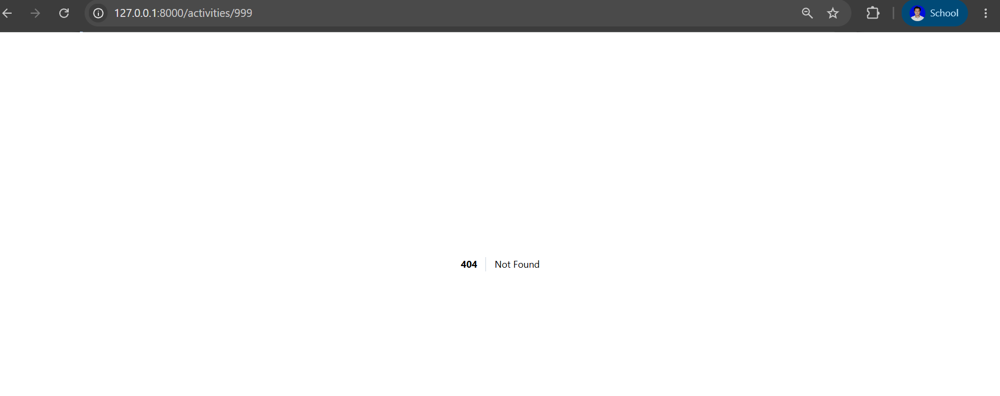 127.0.0.1:8000/activities/999
School
404
Not Found